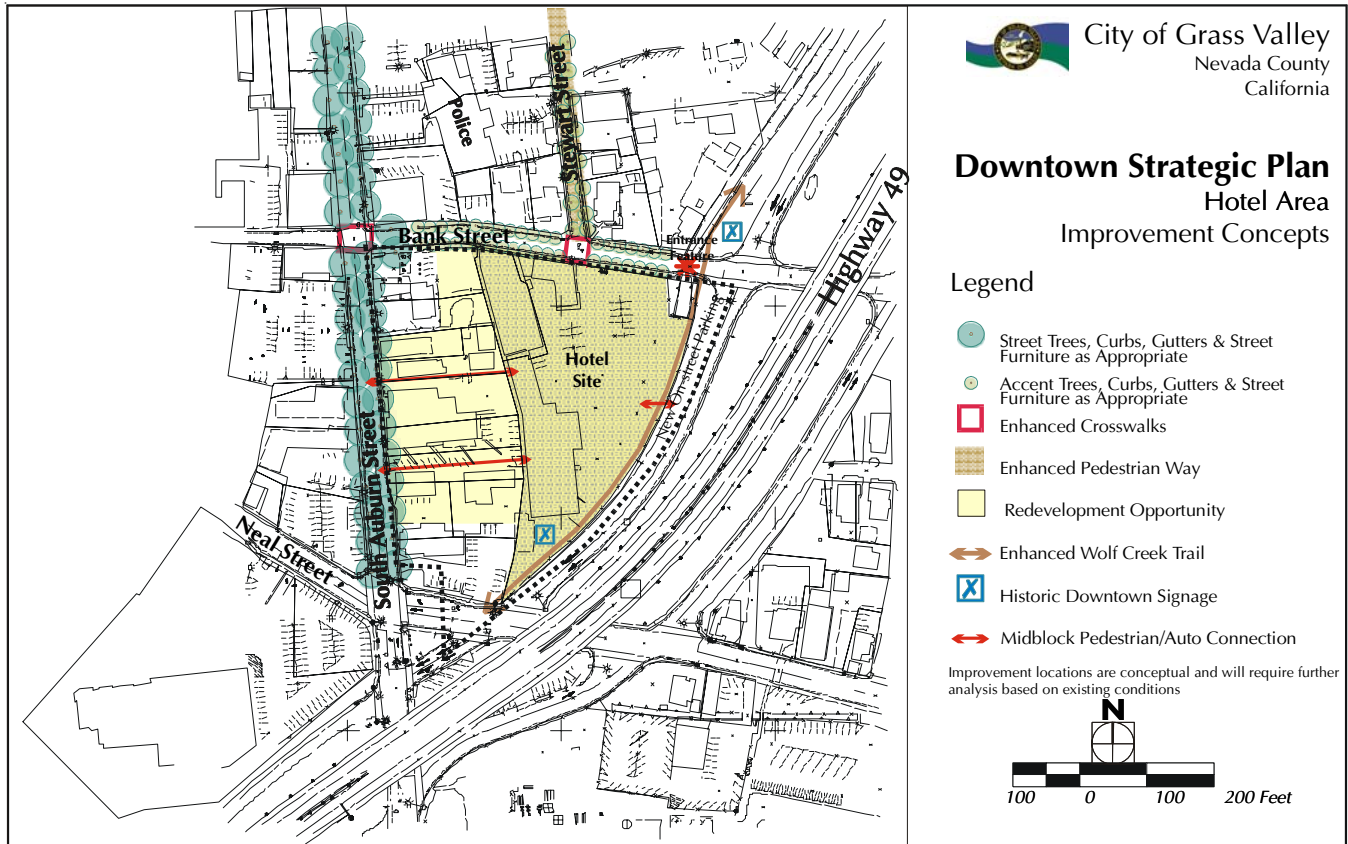 Police
Stewart Street
Bank Street
Entrance
Feature
Highway 49
Hotel
Site
New On-Street Parking
South Auburn Street
Neal Street
City of Grass Valley
Nevada County
California
Downtown Strategic Plan
Hotel Area
Improvement Concepts
Legend
Street Trees, Curbs, Gutters & Street
Furniture as Appropriate
Accent Trees, Curbs, Gutters & Street
Furniture as Appropriate
Enhanced Crosswalks
Enhanced Pedestrian Way
Redevelopment Opportunity
Enhanced Wolf Creek Trail
Historic Downtown Signage
Midblock Pedestrian/Auto Connection
Improvement locations are conceptual and will require further
analysis based on existing conditions
N
100 0 100 200 Feet